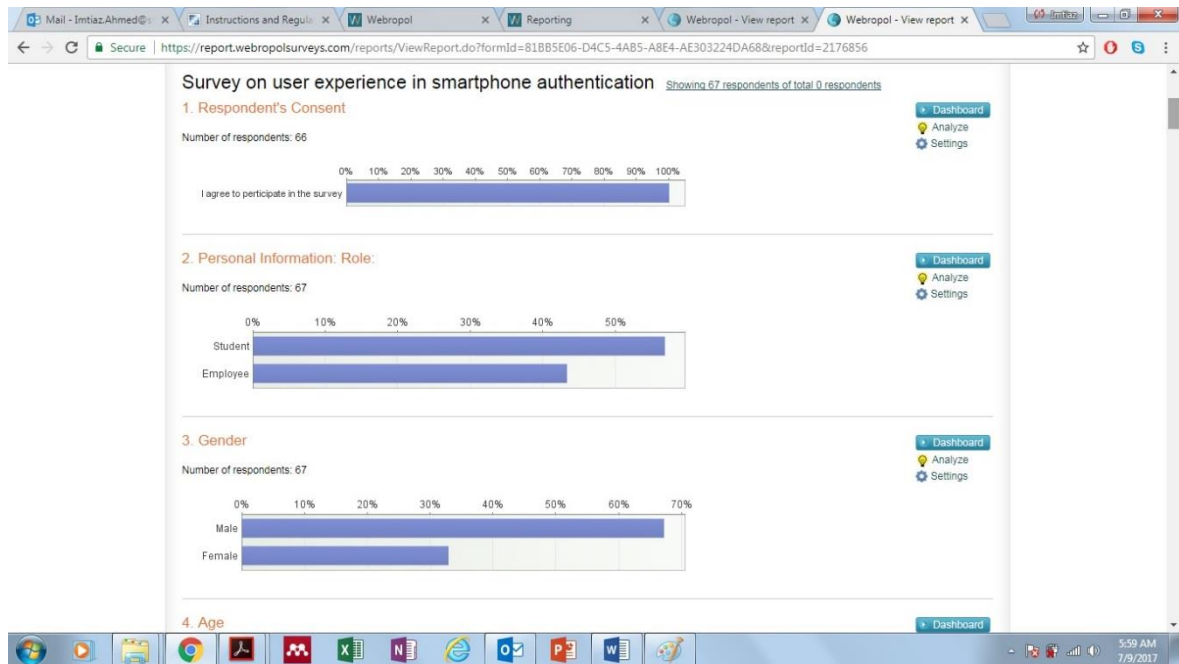 Mail - Imtiaz.Ahmed@
Instructions and Regula
Webropol
Reporting
Webropol - View report
Webropol - View report
Secure https://report.webropolsurveys.com/reports/ViewReport.do?formId=81BB5E06-D4C5-4AB5-A8E4-AE303224DA68&reportId=2176856
Survey on user experience in smartphone authentication Showing 67 respondents of total 0 respondents
1. Respondent's Consent
Dashboard
Analyze
Settings
Number of respondents: 66
0% 10% 20% 30% 40% 50% 60% 70% 80% 90% 100%
I agree to perticipate in the survey
2. Personal Information: Role:
Dashboard
Analyze
Settings
Number of respondents: 67
0% 10% 20% 30% 40% 50%
Student
Employee
3. Gender
Dashboard
Analyze
Settings
Number of respondents: 67
0% 10% 20% 30% 40% 50% 60% 70%
Male
Female
4. Age
Dashboard
5:59 AM
7/9/2017